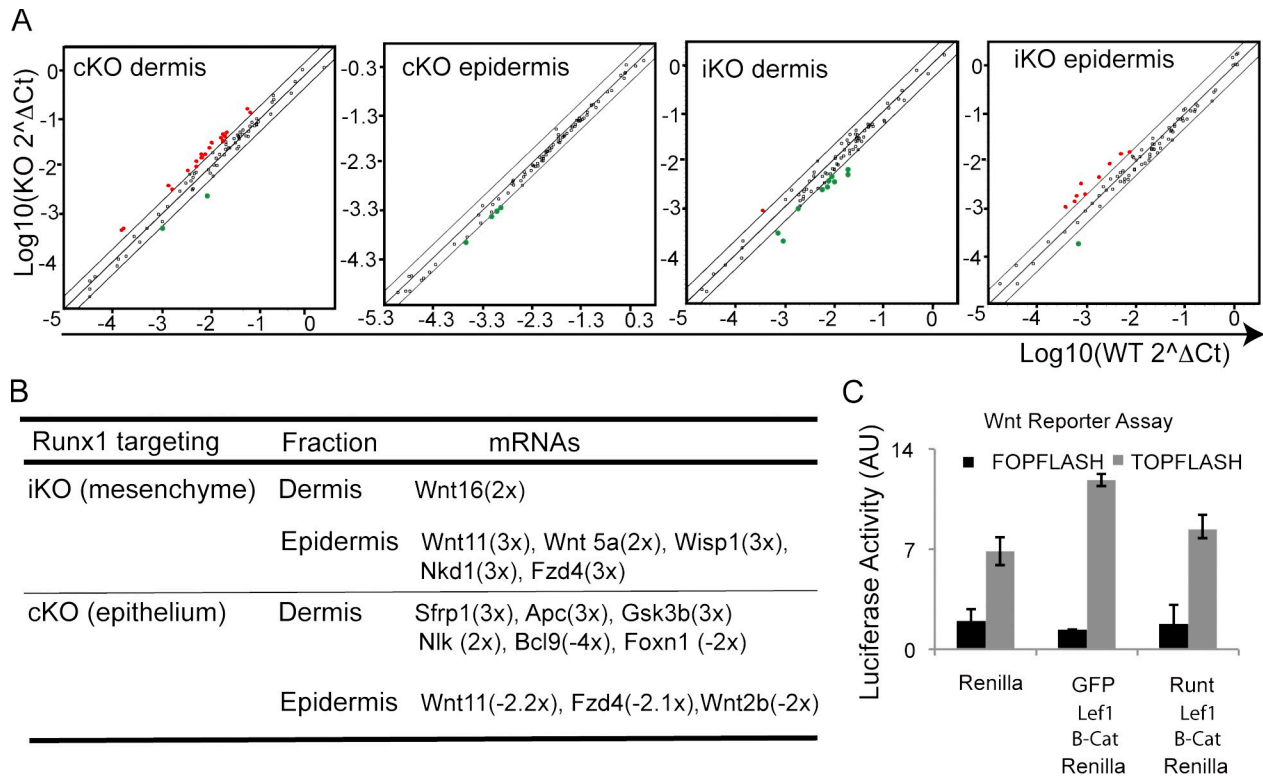 A
cKO dermis
cKO epidermis
iKO dermis
iKO epidermis
Log10(KO 2^ΔCt)
0
-1
-2
-3
-4
-5 -3 -2 -1 0
-0.3
-1.3
-2.3
-3.3
-4.3
-5.3 -4.3 -3.3 -2.3 -1.3 0.3
0
-1
-2
-3
-4
-5 -4 -3 -2 -1 0
0
-1
-2
-3
-4
-5 -4 -3 -2 -1 0
Log10(WT 2^ΔCt)
B
Runx1 targeting Fraction mRNAs
iKO (mesenchyme) Dermis Wnt16(2x)
Epidermis Wnt11(3x), Wnt 5a(2x), Wisp1(3x),
Nkd1(3x), Fzd4(3x)
cKO (epithelium) Dermis Sfrp1(3x), Apc(3x), Gsk3b(3x)
Nlk (2x), Bcl9(-4x), Foxn1 (-2x)
Epidermis Wnt11(-2.2x), Fzd4(-2.1x),Wnt2b(-2x)
C
Wnt Reporter Assay
FOPFLASH TOPFLASH
Luciferase Activity (AU)
14
7
0
Renilla
GFP
Lef1
B-Cat
Renilla
Runt
Lef1
B-Cat
Renilla